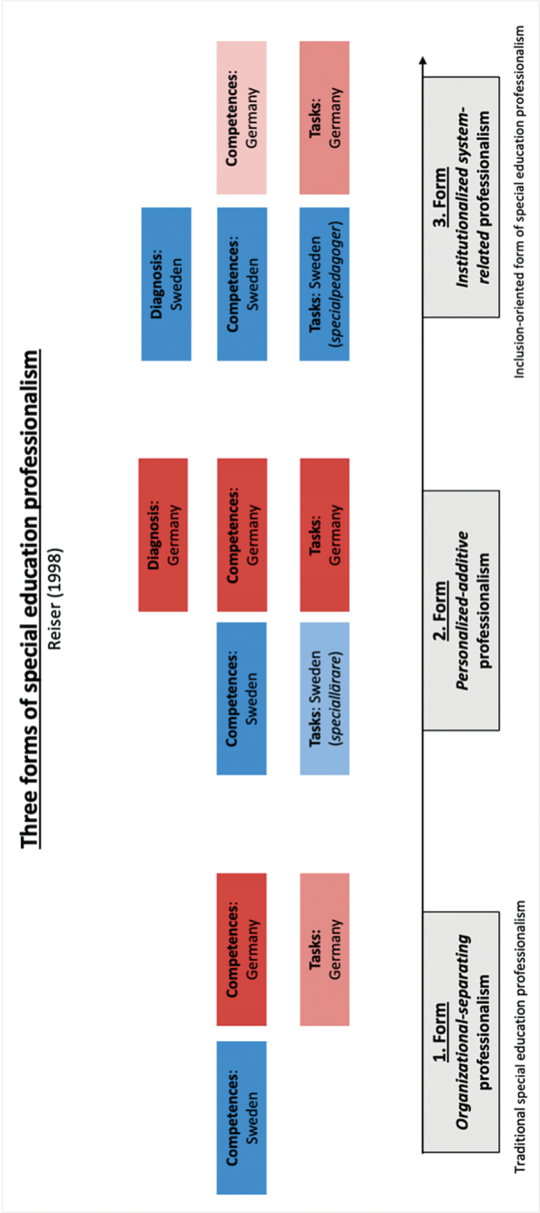 Three forms of special education professionalism
Reiser (1998)
Diagnosis:
Germany
Diagnosis:
Sweden
Competences:
Sweden
Competences:
Germany
Competences:
Sweden
Competences:
Germany
Competences:
Sweden
Competences:
Germany
Tasks:
Germany
Tasks: Sweden
(speciallärare)
Tasks:
Germany
Tasks: Sweden
(specialpedagoger)
Tasks:
Germany
1. Form
Organizational-separating
professionalism
2. Form
Personalized-additive
professionalism
3. Form
Institutionalized system-
related professionalism
Traditional special education professionalism
Inclusion-oriented form of special education professionalism